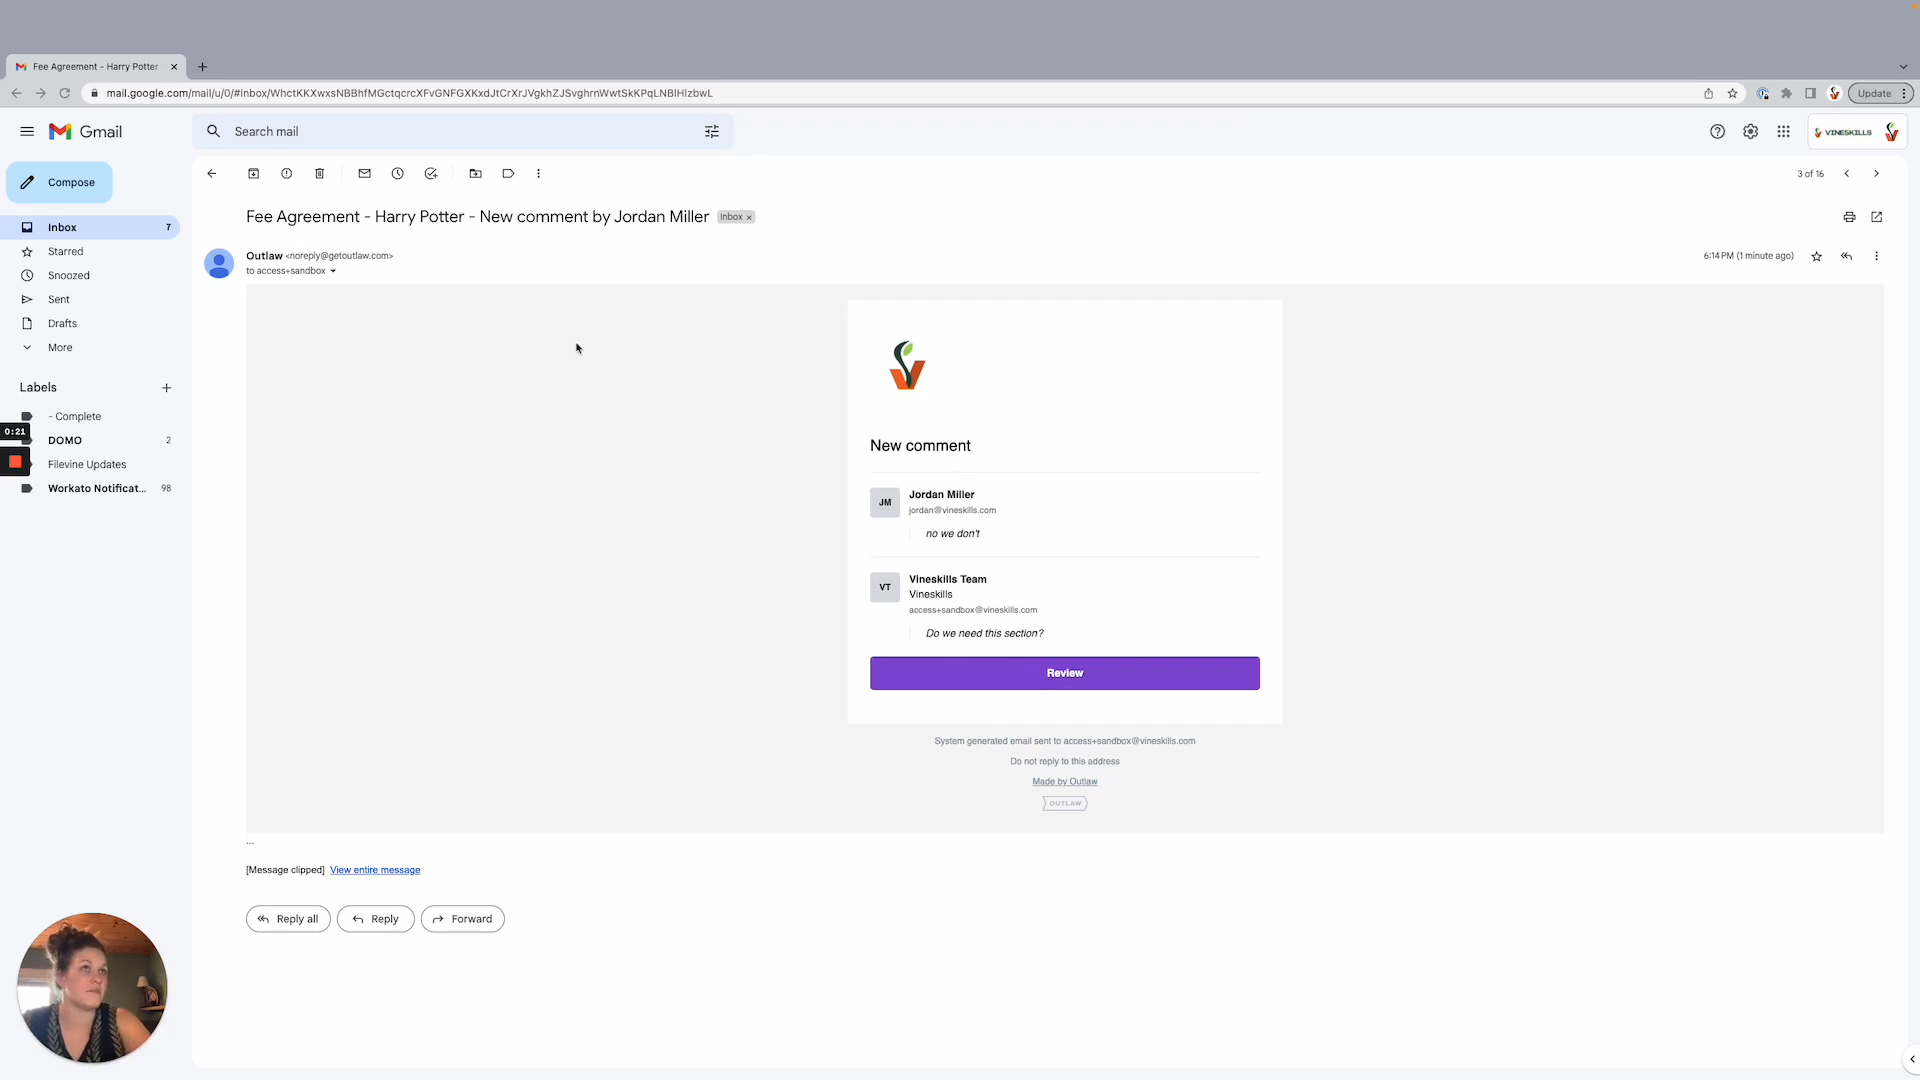 Fee Agreement - Harry Potter
mail.google.com/mail/u/0/#inbox/WhctKKXwxsNBBhfMGctqcrcXFvGNFGXKxdJtCrXrJVgkhZJSvghrnWwtSkKPqLNBlHlzbwL
Update
Gmail
Search mail
VINESKILLS
Compose
3 of 16
Fee Agreement - Harry Potter - New comment by Jordan Miller
Inbox ×
Inbox 7
Starred
Snoozed
Sent
Drafts
More
Labels
- Complete
0:21
DOMO 2
Filevine Updates
Workato Notificat... 98
Outlaw <noreply@getoutlaw.com>
6:14 PM (1 minute ago)
to access+sandbox
New comment
JM
Jordan Miller
jordan@vineskills.com
no we don't
VT
Vineskills Team
Vineskills
access+sandbox@vineskills.com
Do we need this section?
Review
System generated email sent to access+sandbox@vineskills.com
Do not reply to this address
Made by Outlaw
OUTLAW
...
[Message clipped] View entire message
Reply all
Reply
Forward